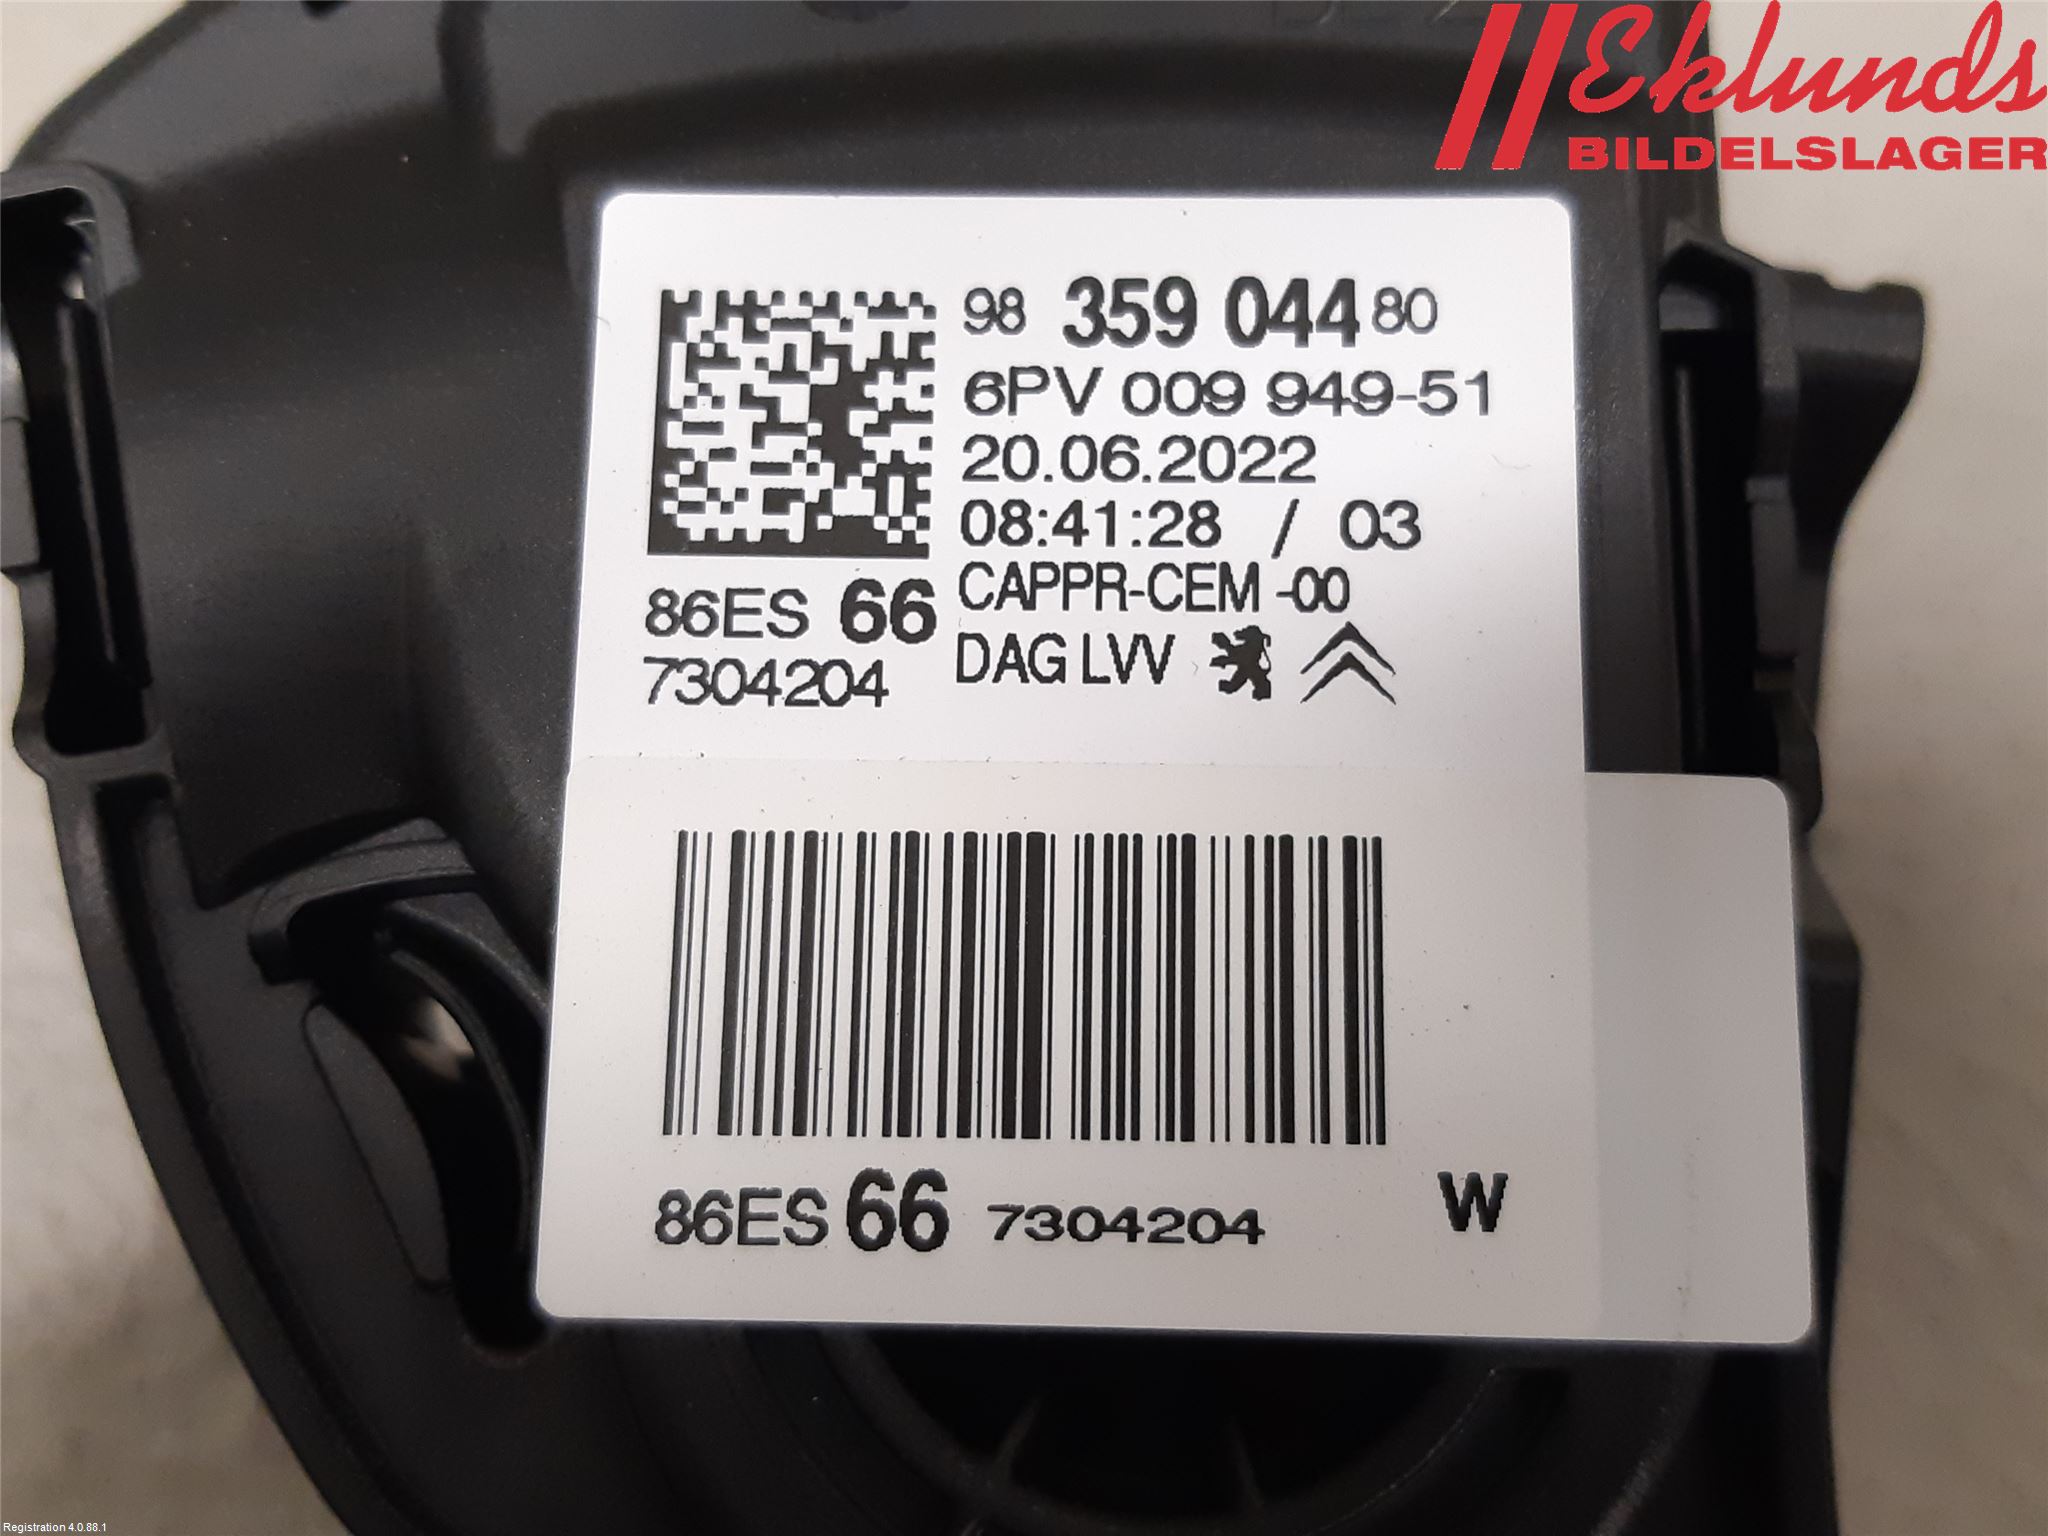 Eklunds
BILDELSLAGER
98 359 044 80
6PV 009 949-51
20.06.2022
08:41:28 / 03
CAPPR-CEM -00
86ES 66
7304204
DAG LVV
86ES 66 7304204 W
Registration 4.0.88.1